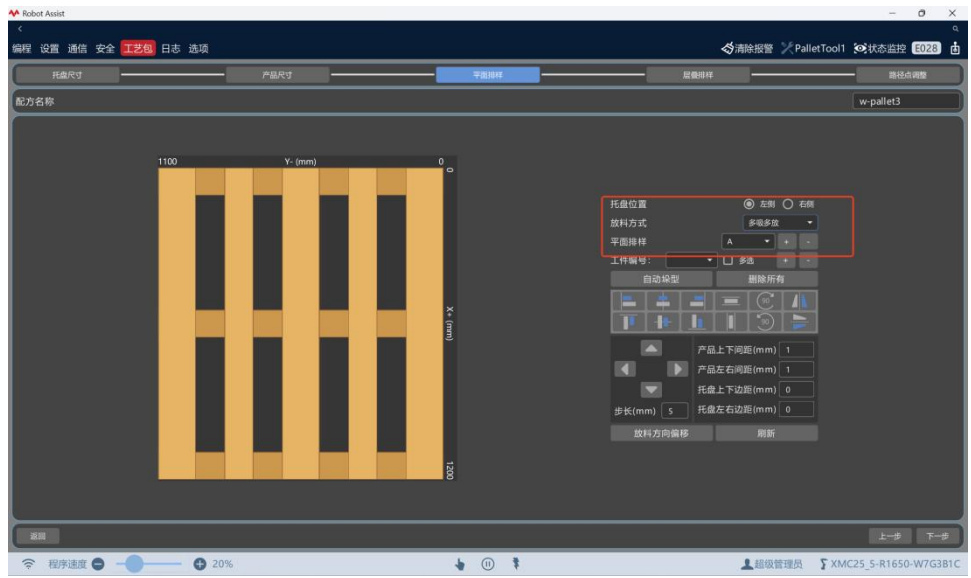 Robot Assist
编程 设置 通信 安全 工艺包 日志 选项 清除报警 PalletTool1 状态监控 E028
托盘尺寸 产品尺寸 平面排样 层叠排样 路径点调整
配方名称 w-pallet3
1100 Y- (mm) 0
0
X+ (mm)
1200
托盘位置 左侧 右侧
放料方式 多吸多放
平面排样 A + -
工件编号: 多选 + -
自动垛型 删除所有
90
90
产品上下间距(mm) 1
产品左右间距(mm) 1
托盘上下边距(mm) 0
步长(mm) 5 托盘左右边距(mm) 0
放料方向偏移 刷新
返回 上一步 下一步
程序速度 20% 超级管理员 XMC25_5-R1650-W7G3B1C